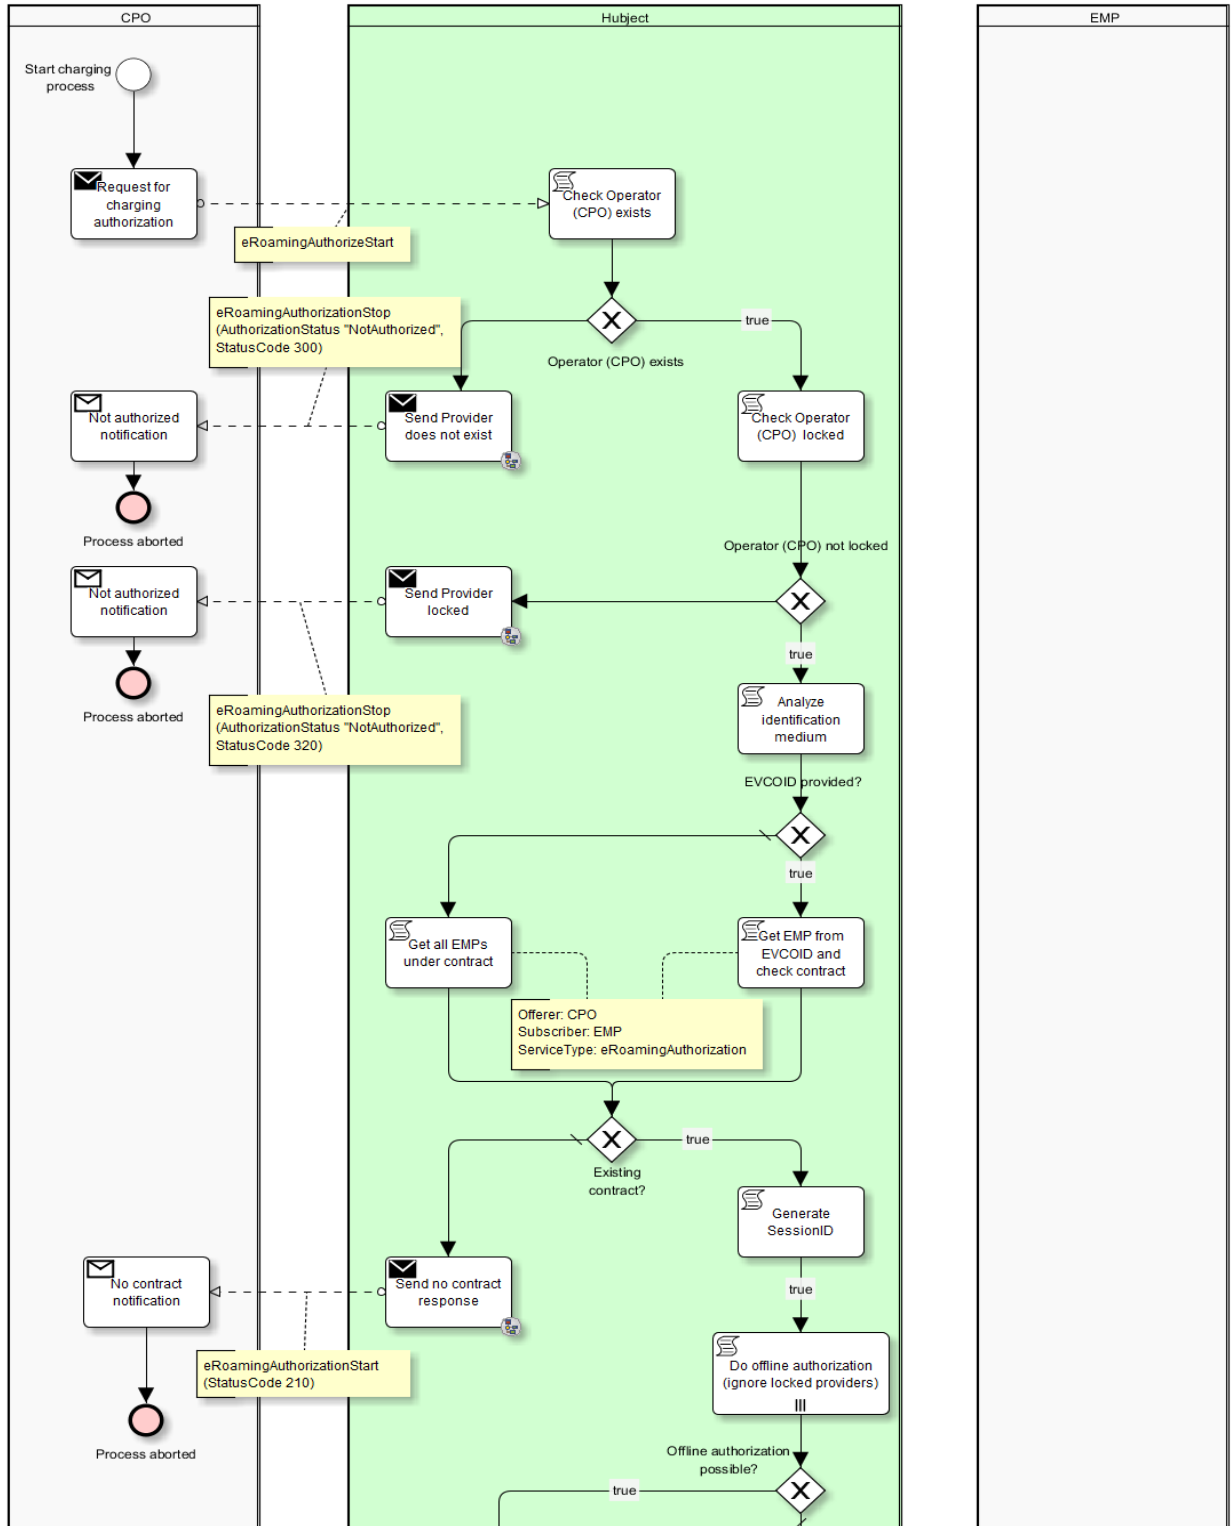 CPO
Hubject
EMP
Start charging
process
Request for
charging
authorization
Check Operator
(CPO) exists
eRoamingAuthorizeStart
eRoamingAuthorizationStop
(AuthorizationStatus "NotAuthorized",
StatusCode 300)
X
true
Operator (CPO) exists
Not authorized
notification
Send Provider
does not exist
Check Operator
(CPO) locked
Process aborted
Operator (CPO) not locked
Not authorized
notification
Send Provider
locked
X
true
Process aborted
eRoamingAuthorizationStop
(AuthorizationStatus "NotAuthorized",
StatusCode 320)
Analyze
identification
medium
EVCOID provided?
X
true
Get all EMPs
under contract
Get EMP from
EVCOID and
check contract
Offerer: CPO
Subscriber: EMP
ServiceType: eRoamingAuthorization
X
true
Existing
contract?
Generate
SessionID
No contract
notification
Send no contract
response
true
eRoamingAuthorizationStart
(StatusCode 210)
Do offline authorization
(ignore locked providers)
Process aborted
Offline authorization
possible?
X
true